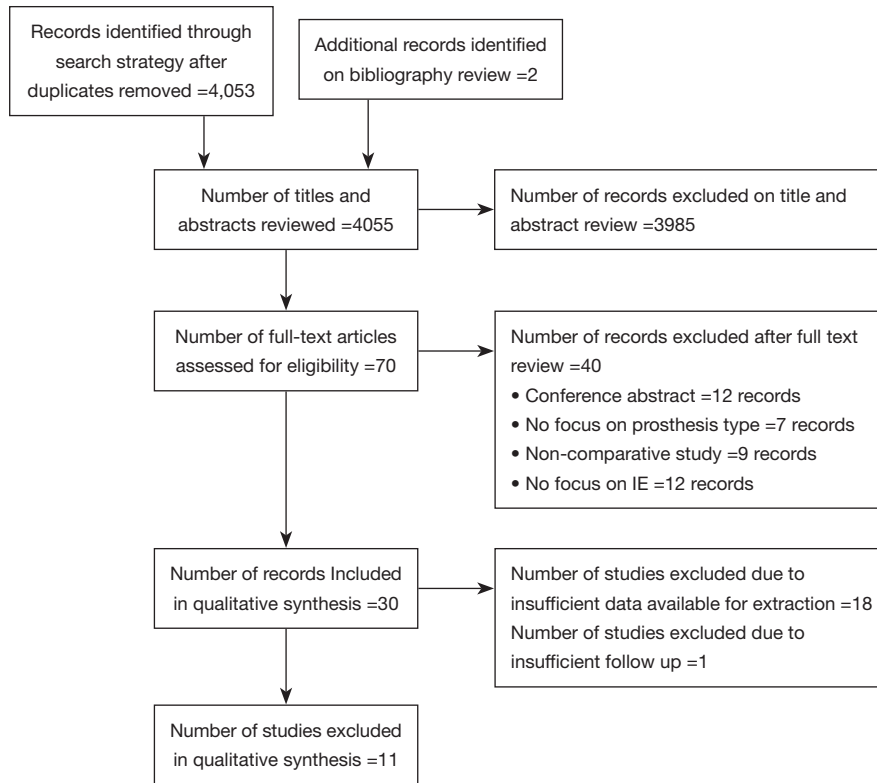 Records identified through
search strategy after
duplicates removed =4,053
Additional records identified
on bibliography review =2
Number of titles and
abstracts reviewed =4055
Number of records excluded on title and
abstract review =3985
Number of full-text articles
assessed for eligibility =70
Number of records excluded after full text
review =40
• Conference abstract =12 records
• No focus on prosthesis type =7 records
• Non-comparative study =9 records
• No focus on IE =12 records
Number of records Included
in qualitative synthesis =30
Number of studies excluded due to
insufficient data available for extraction =18
Number of studies excluded due to
insufficient follow up =1
Number of studies excluded
in qualitative synthesis =11